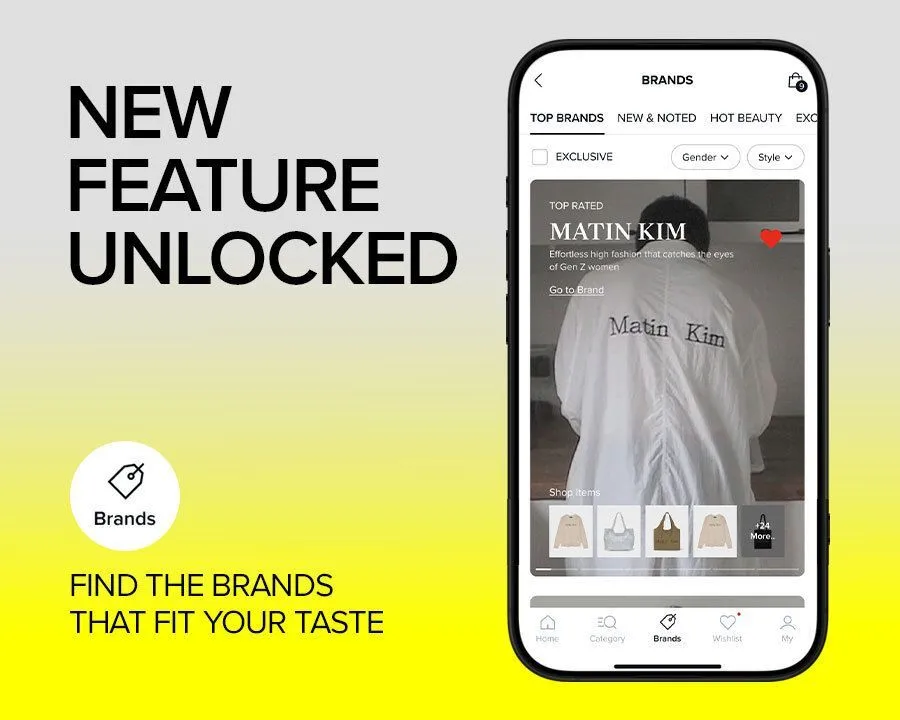 NEW
FEATURE
UNLOCKED
Brands
FIND THE BRANDS
THAT FIT YOUR TASTE
BRANDS
9
TOP BRANDS NEW & NOTED HOT BEAUTY EXC
EXCLUSIVE Gender Style
TOP RATED
MATIN KIM
Effortless high fashion that catches the eyes
of Gen Z women
Go to Brand
Matin Kim
Shop Items
+24
More..
Home Category Brands Wishlist My